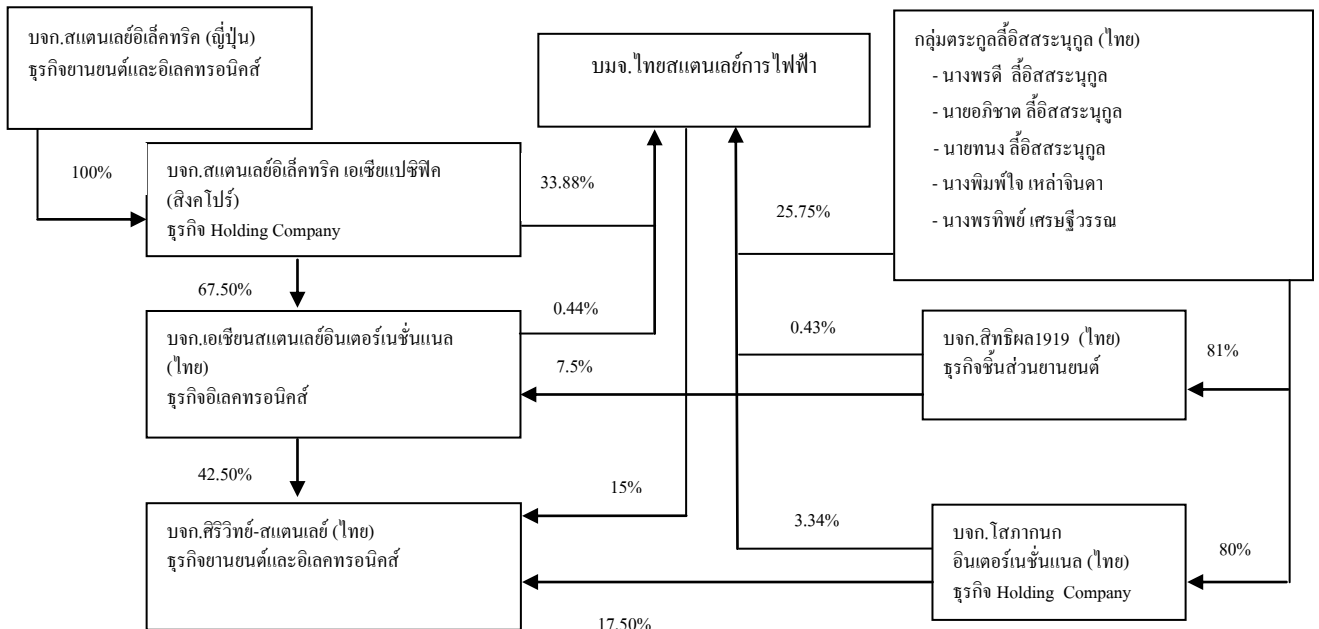 บจก.สแตนเลย์อิเล็คทริค (ญี่ปุ่น)
ธุรกิจยานยนต์และอิเลคทรอนิคส์
บมจ.ไทยสแตนเลย์การไฟฟ้า
กลุ่มตระกูลลี้อิสสระนุกูล (ไทย)
- นางพรดี ลี้อิสสระนุกูล
- นายอภิชาต ลี้อิสสระนุกูล
- นายทนง ลี้อิสสระนุกูล
- นางพิมพ์ใจ เหล่าจินดา
- นางพรทิพย์ เศรษฐีวรรณ
100%
บจก.สแตนเลย์อิเล็คทริค เอเซียแปซิฟิค
(สิงคโปร์)
ธุรกิจ Holding Company
33.88%
25.75%
67.50%
0.44%
0.43%
บจก.เอเชียนสแตนเลย์อินเตอร์เนชั่นแนล
(ไทย)
ธุรกิจอิเลคทรอนิคส์
7.5%
บจก.สิทธิผล1919 (ไทย)
ธุรกิจชิ้นส่วนยานยนต์
81%
42.50%
15%
3.34%
บจก.ศิริวิทย์-สแตนเลย์ (ไทย)
ธุรกิจยานยนต์และอิเลคทรอนิคส์
บจก.โสภากนก
อินเตอร์เนชั่นแนล (ไทย)
ธุรกิจ Holding Company
80%
17.50%